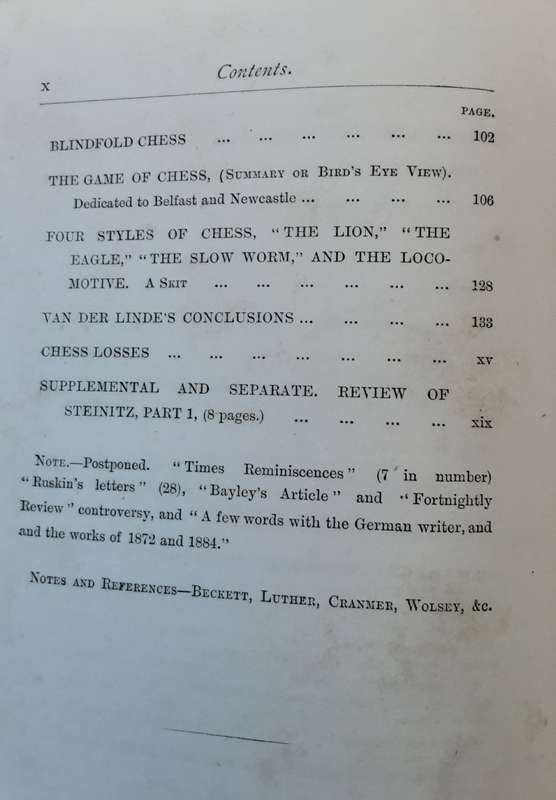 x
Contents.
PAGE.
BLINDFOLD CHESS ... ... ... ... ... ... 102
THE GAME OF CHESS, (SUMMARY OR BIRD'S EYE VIEW).
Dedicated to Belfast and Newcastle ... ... ... ... 106
FOUR STYLES OF CHESS, "THE LION," "THE
EAGLE," "THE SLOW WORM," AND THE LOCO-
MOTIVE. A SKIT ... ... ... ... ... ... 128
VAN DER LINDE'S CONCLUSIONS ... ... ... ... 133
CHESS LOSSES ... ... ... ... ... ... ... xv
SUPPLEMENTAL AND SEPARATE. REVIEW OF
STEINITZ, PART 1, (8 pages.) ... ... ... ... xix
NOTE.—Postponed. "Times Reminiscences" (7 in number)
"Ruskin's letters" (28), "Bayley's Article" and "Fortnightly
Review" controversy, and "A few words with the German writer, and
and the works of 1872 and 1884."
NOTES AND REFERENCES—BECKETT, LUTHER, CRANMER, WOLSEY, &c.